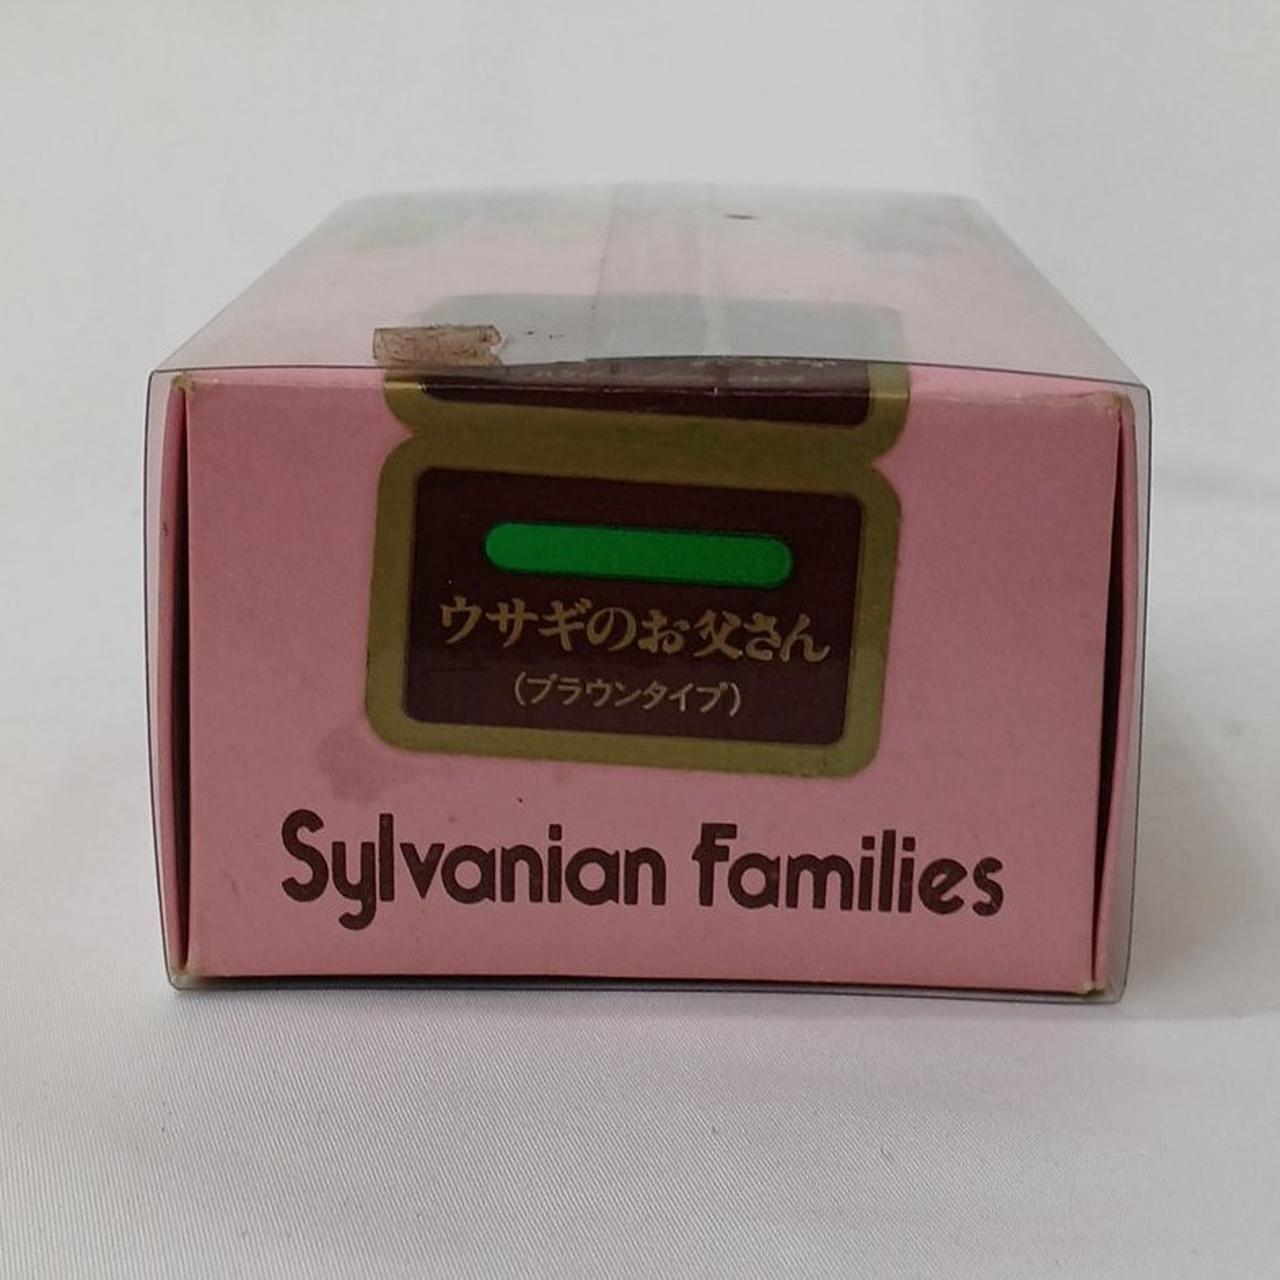 ウサギのお父さん
(ブラウンタイプ)
Sylvanian Families